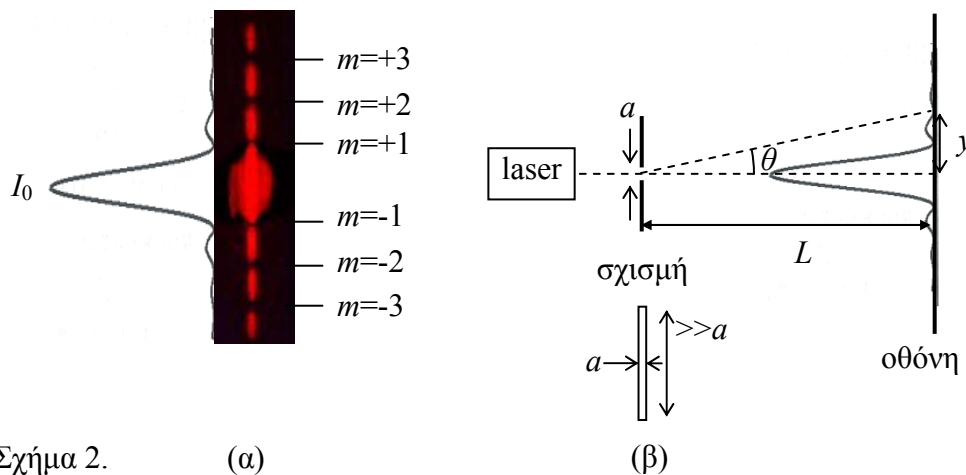 m=+3
m=+2
m=+1
I₀
m=-1
m=-2
m=-3
a
laser
θ
y
L
σχισμή
>>a
a
οθόνη
Σχήμα 2.
(α)
(β)